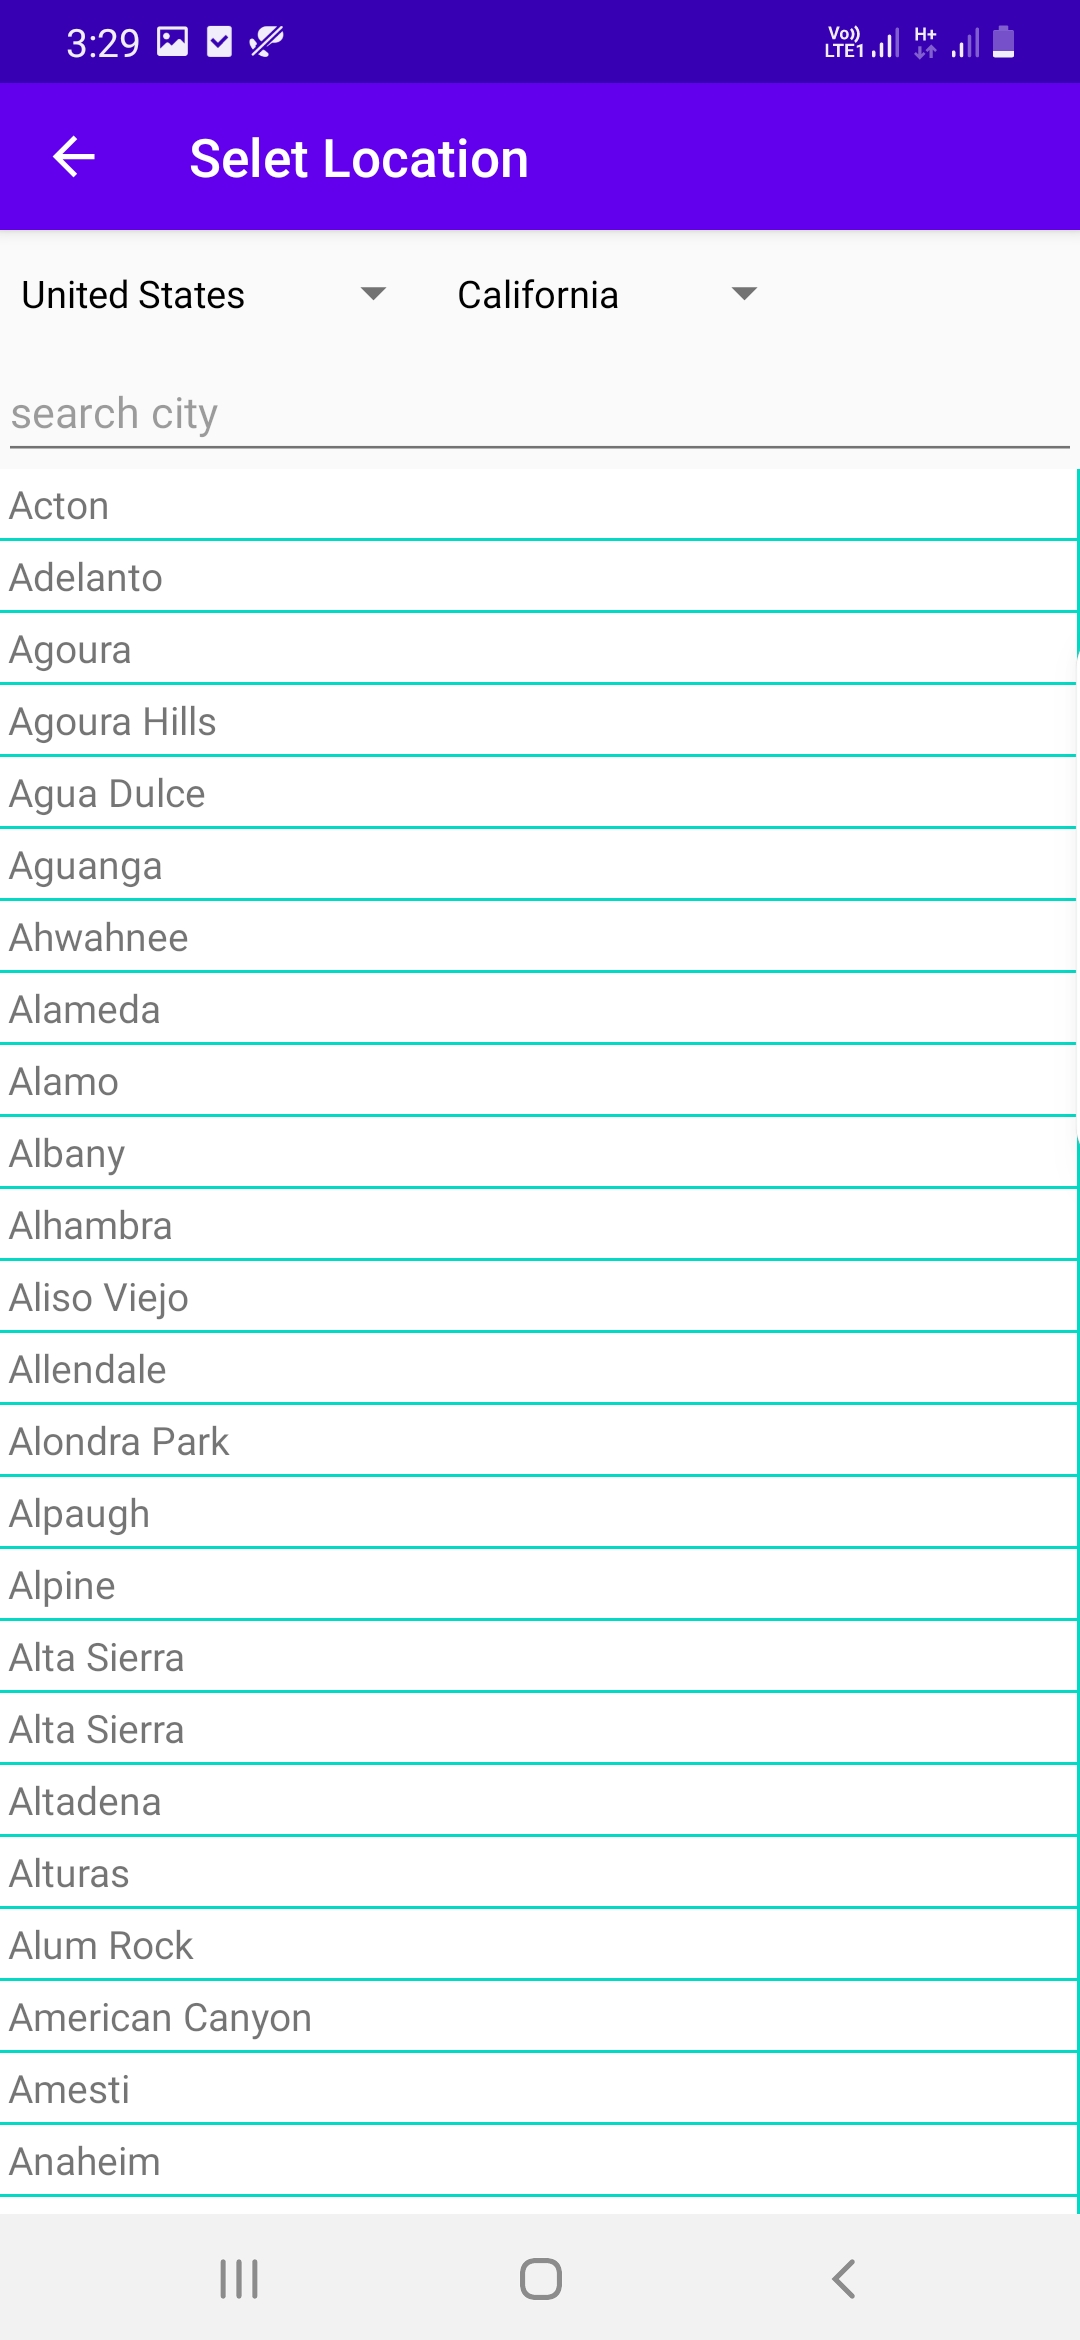 3:29 Vo)) LTE1 H+
Selet Location
United States California
search city
Acton
Adelanto
Agoura
Agoura Hills
Agua Dulce
Aguanga
Ahwahnee
Alameda
Alamo
Albany
Alhambra
Aliso Viejo
Allendale
Alondra Park
Alpaugh
Alpine
Alta Sierra
Alta Sierra
Altadena
Alturas
Alum Rock
American Canyon
Amesti
Anaheim